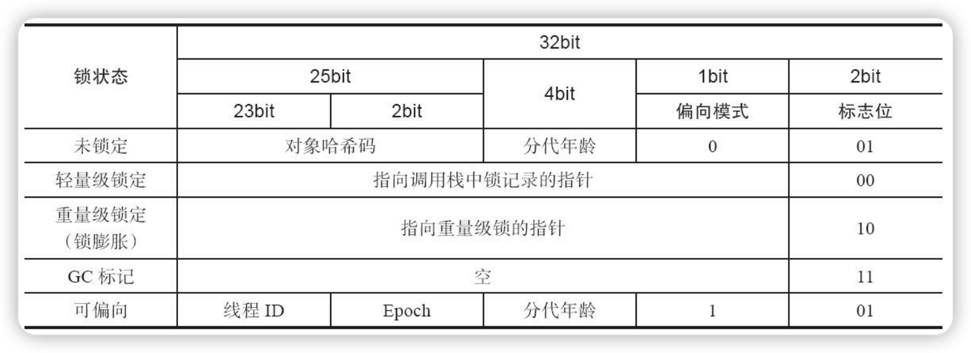 锁状态
32bit
25bit
4bit
1bit
2bit
23bit
2bit
偏向模式
标志位
未锁定
对象哈希码
分代年龄
0
01
轻量级锁定
指向调用栈中锁记录的指针
00
重量级锁定
（锁膨胀）
指向重量级锁的指针
10
GC 标记
空
11
可偏向
线程 ID
Epoch
分代年龄
1
01